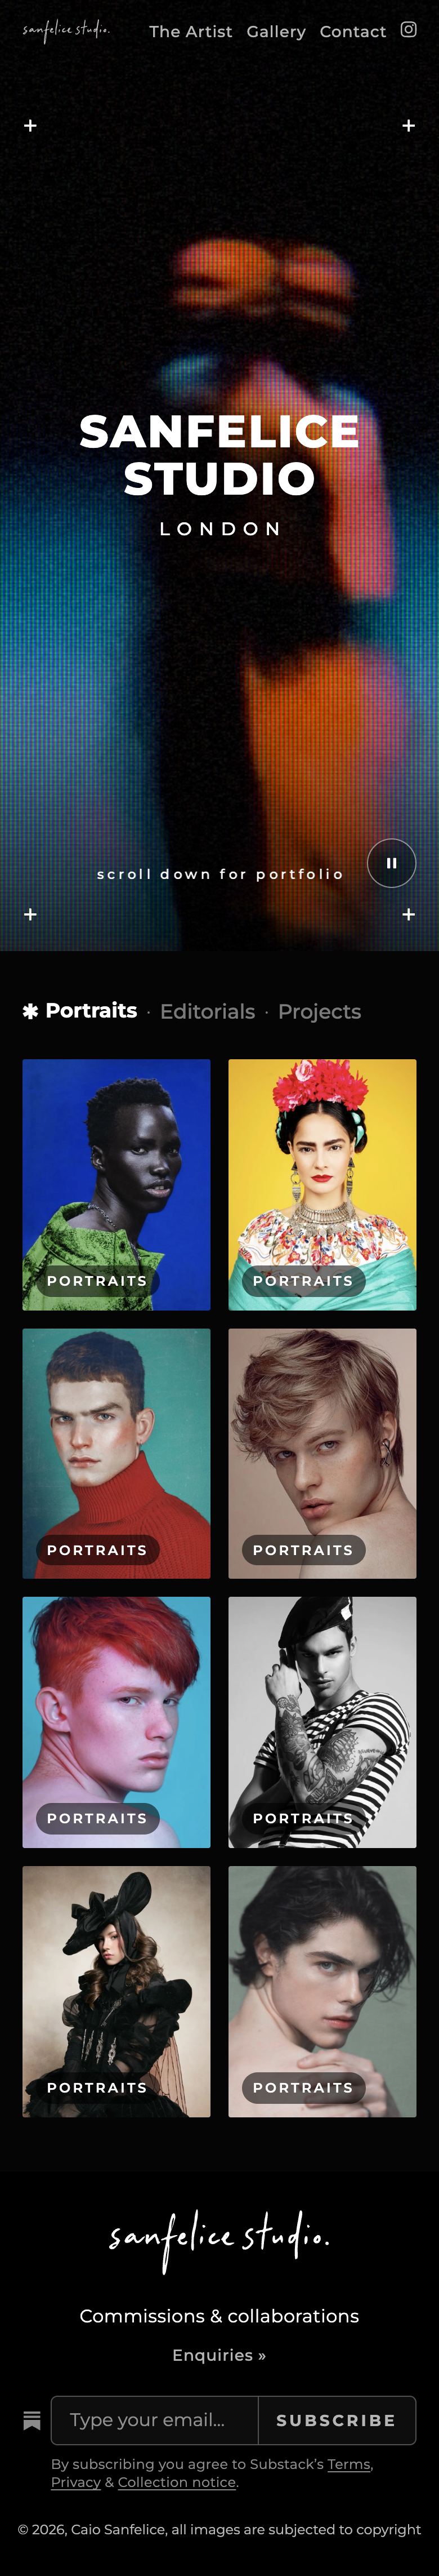 sanfelice studio.
The Artist Gallery Contact
SANFELICE
STUDIO
LONDON
scroll down for portfolio
✱ Portraits · Editorials · Projects
PORTRAITS
PORTRAITS
PORTRAITS
PORTRAITS
PORTRAITS
PORTRAITS
PORTRAITS
PORTRAITS
sanfelice studio.
Commissions & collaborations
Enquiries »
Type your email...
SUBSCRIBE
By subscribing you agree to Substack’s Terms,
Privacy & Collection notice.
© 2026, Caio Sanfelice, all images are subjected to copyright